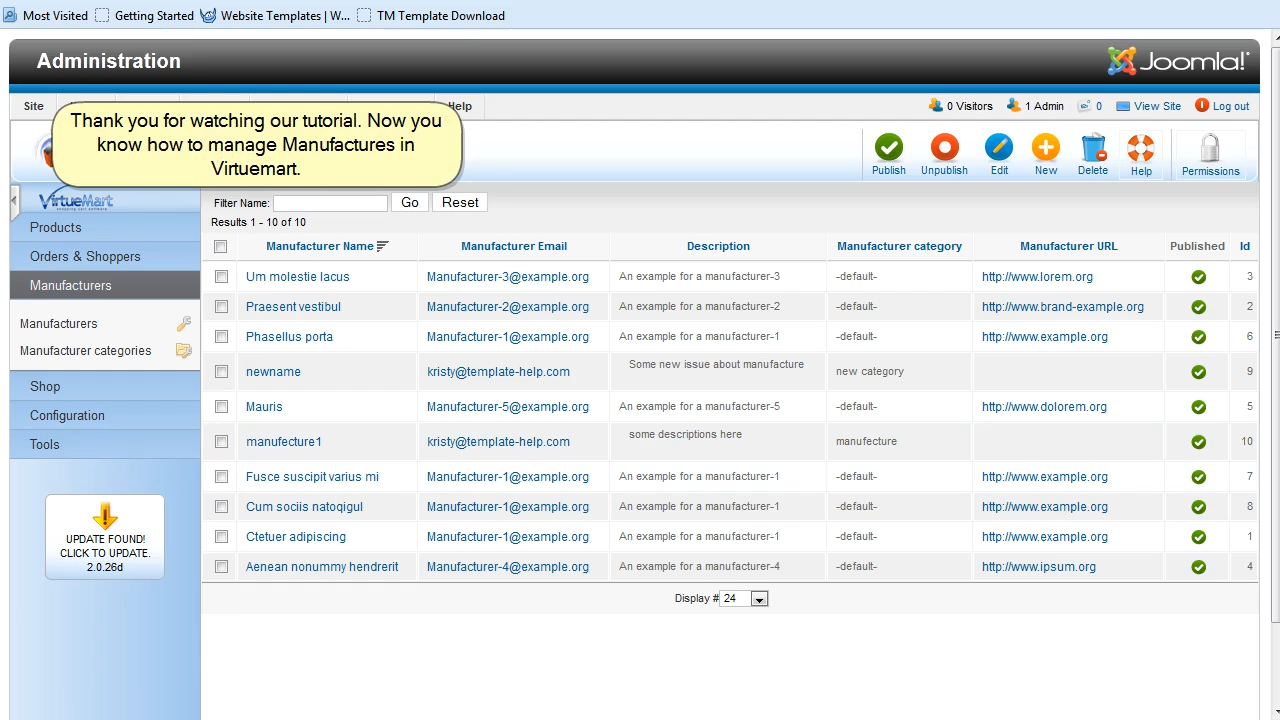 Most Visited Getting Started Website Templates | W... TM Template Download
Administration Joomla!
Site Help 0 Visitors 1 Admin 0 View Site Log out
Thank you for watching our tutorial. Now you
know how to manage Manufactures in
Virtuemart.
Publish Unpublish Edit New Delete Help Permissions
VirtueMart
Filter Name: Go Reset
Results 1 - 10 of 10
Products
Orders & Shoppers
Manufacturers
Manufacturers
Manufacturer categories
Shop
Configuration
Tools
UPDATE FOUND!
CLICK TO UPDATE.
2.0.26d
Manufacturer Name Manufacturer Email Description Manufacturer category Manufacturer URL Published Id
Um molestie lacus Manufacturer-3@example.org An example for a manufacturer-3 -default- http://www.lorem.org 3
Praesent vestibul Manufacturer-2@example.org An example for a manufacturer-2 -default- http://www.brand-example.org 2
Phasellus porta Manufacturer-1@example.org An example for a manufacturer-1 -default- http://www.example.org 6
newname kristy@template-help.com Some new issue about manufacture new category 9
Mauris Manufacturer-5@example.org An example for a manufacturer-5 -default- http://www.dolorem.org 5
manufecture1 kristy@template-help.com some descriptions here manufecture 10
Fusce suscipit varius mi Manufacturer-1@example.org An example for a manufacturer-1 -default- http://www.example.org 7
Cum sociis natoqigul Manufacturer-1@example.org An example for a manufacturer-1 -default- http://www.example.org 8
Ctetuer adipiscing Manufacturer-1@example.org An example for a manufacturer-1 -default- http://www.example.org 1
Aenean nonummy hendrerit Manufacturer-4@example.org An example for a manufacturer-4 -default- http://www.ipsum.org 4
Display # 24